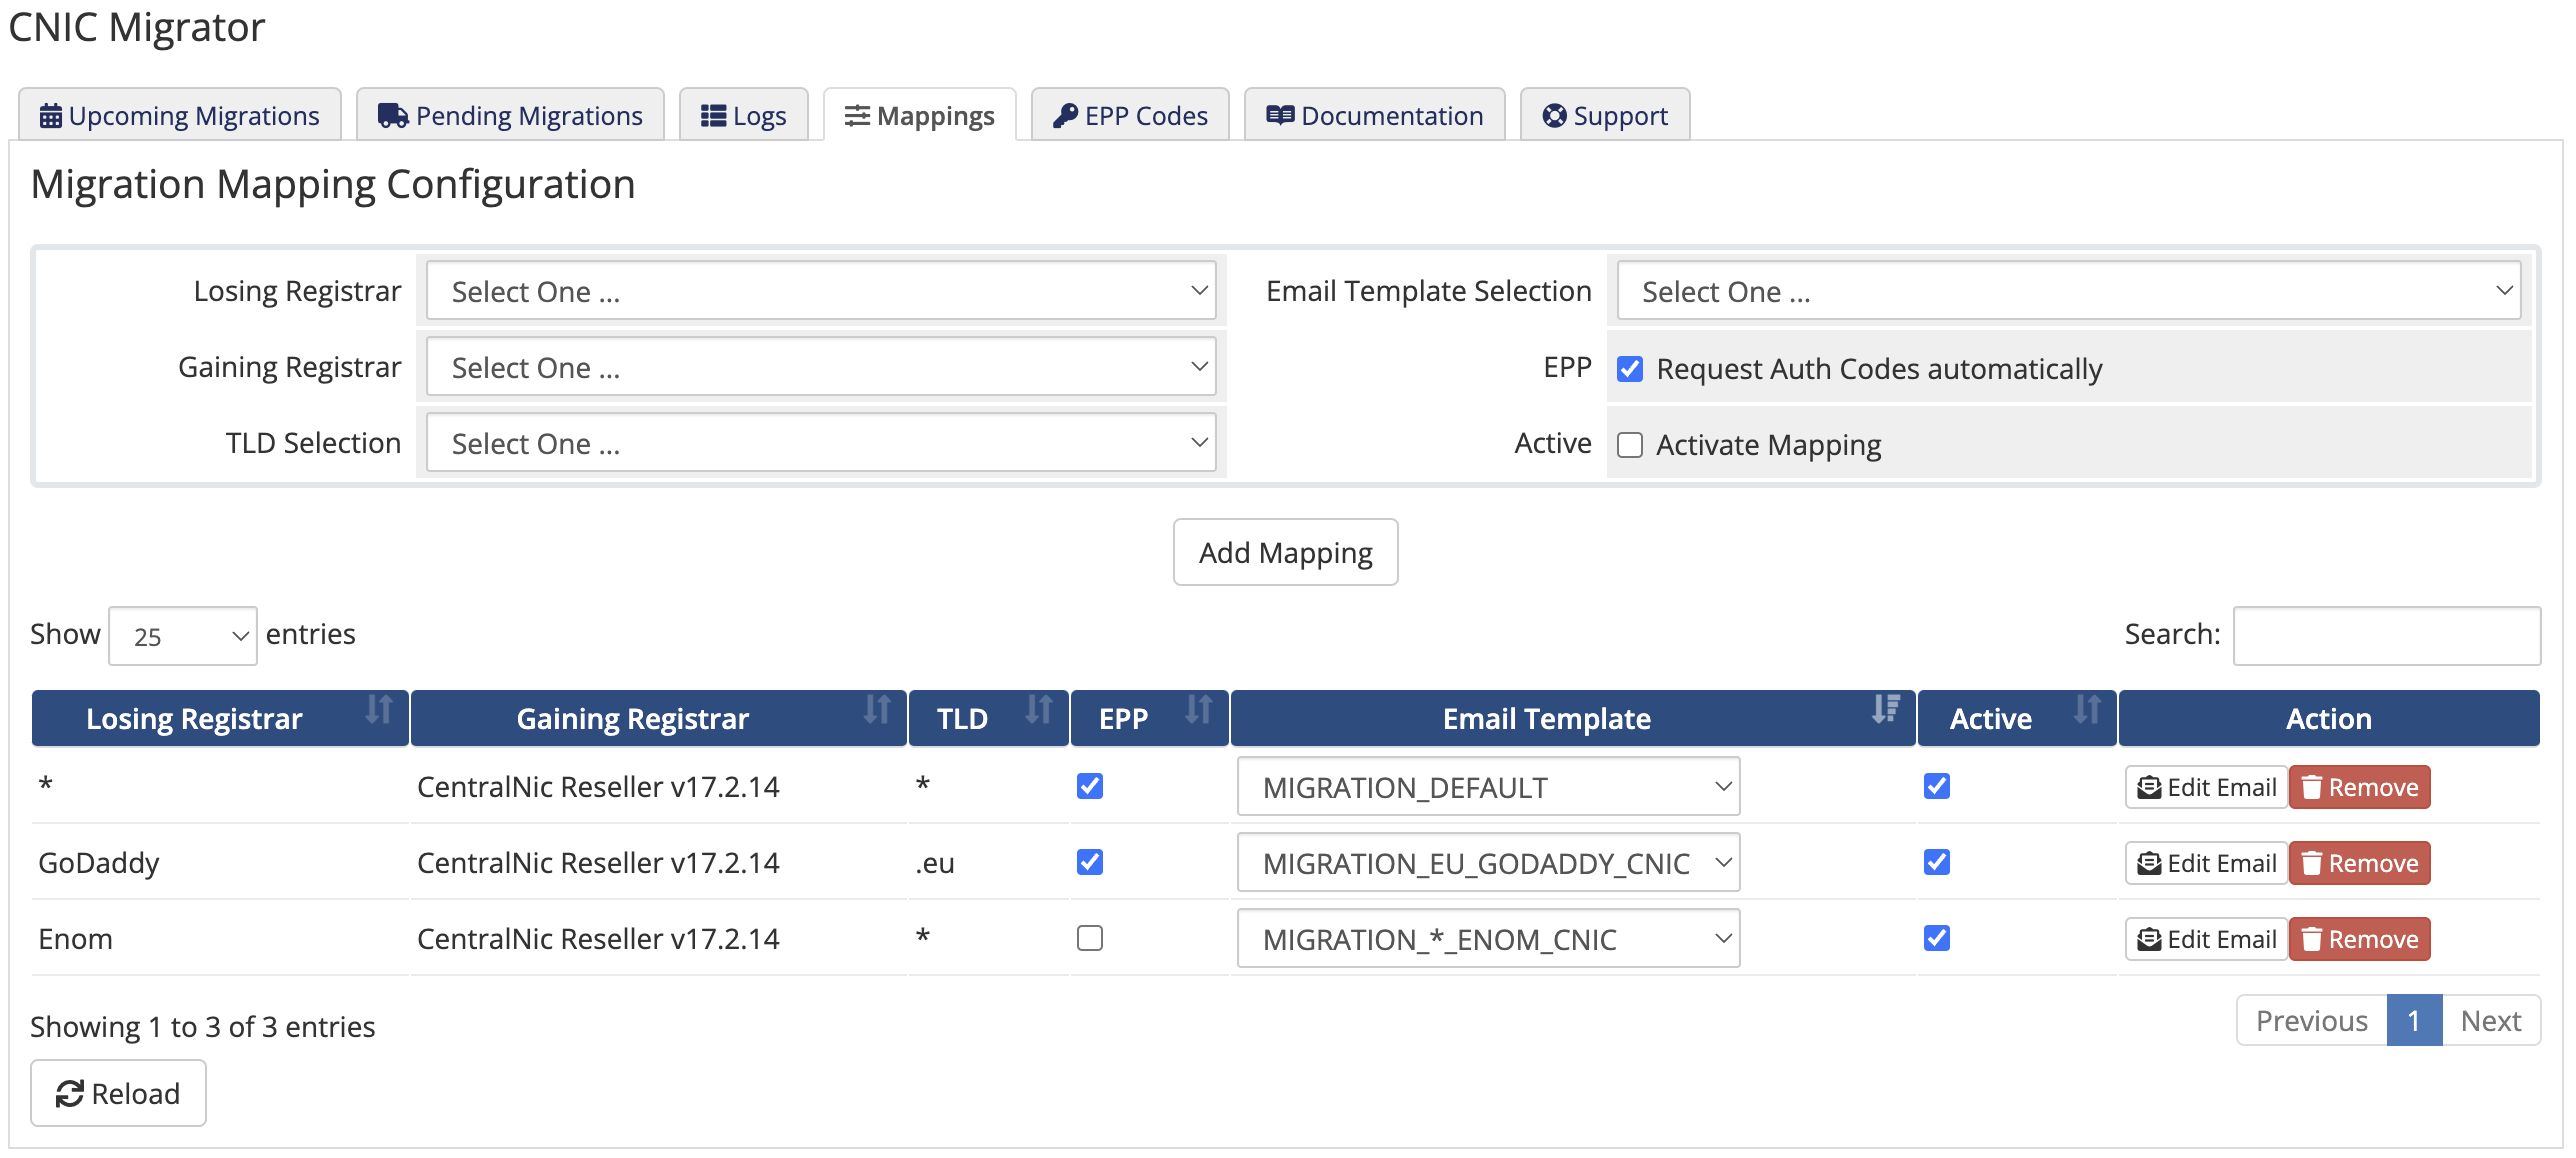 CNIC Migrator
Upcoming Migrations Pending Migrations Logs Mappings EPP Codes Documentation Support
Migration Mapping Configuration
Losing Registrar Select One ... Email Template Selection Select One ...
Gaining Registrar Select One ... EPP Request Auth Codes automatically
TLD Selection Select One ... Active Activate Mapping
Add Mapping
Show 25 entries Search:
Losing Registrar Gaining Registrar TLD EPP Email Template Active Action
* CentralNic Reseller v17.2.14 * MIGRATION_DEFAULT Edit Email Remove
GoDaddy CentralNic Reseller v17.2.14 .eu MIGRATION_EU_GODADDY_CNIC Edit Email Remove
Enom CentralNic Reseller v17.2.14 * MIGRATION_*_ENOM_CNIC Edit Email Remove
Showing 1 to 3 of 3 entries Previous 1 Next
Reload